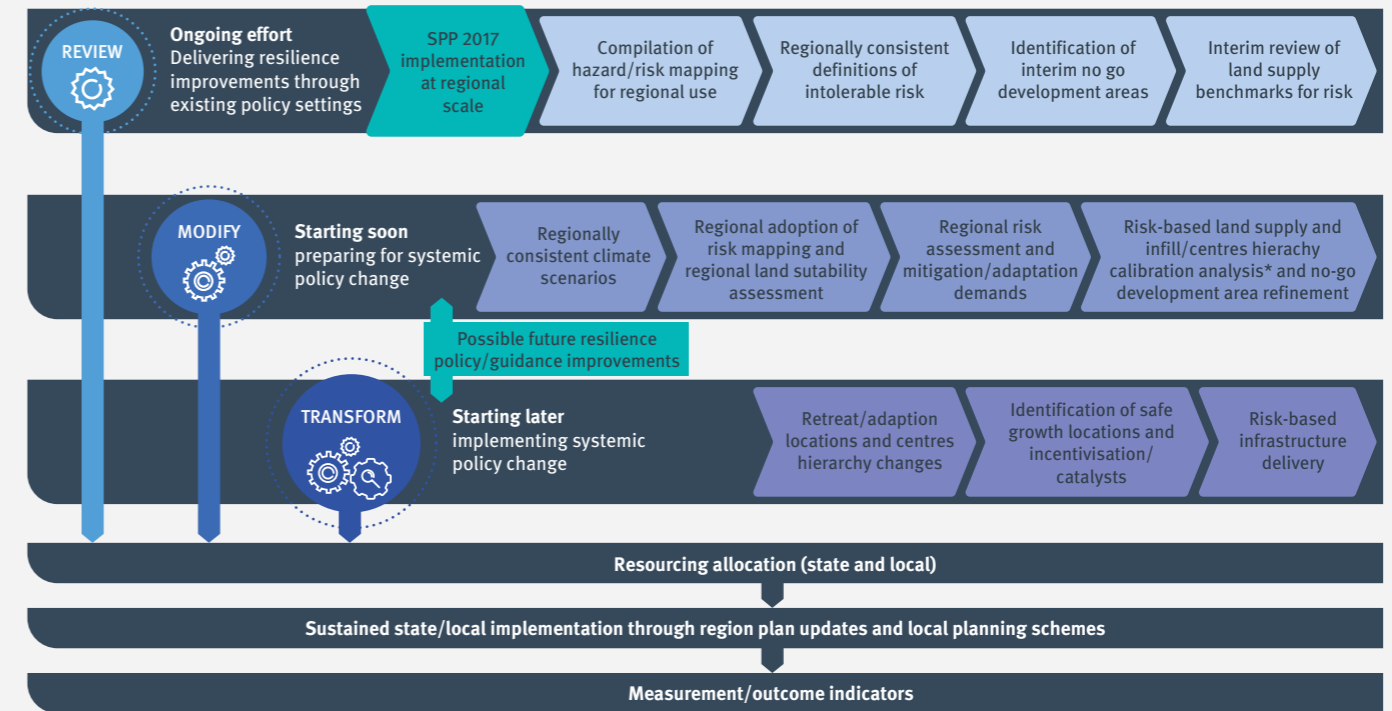 REVIEW
Ongoing effort
Delivering resilience
improvements through
existing policy settings
SPP 2017
implementation
at regional
scale
Compilation of
hazard/risk mapping
for regional use
Regionally consistent
definitions of
intolerable risk
Identification of
interim no go
development areas
Interim review of
land supply
benchmarks for risk
MODIFY
Starting soon
preparing for systemic
policy change
Regionally
consistent climate
scenarios
Regional adoption of
risk mapping and
regional land sutability
assessment
Regional risk
assessment and
mitigation/adaptation
demands
Risk-based land supply and
infill/centres hierachy
calibration analysis* and no-go
development area refinement
Possible future resilience
policy/guidance improvements
TRANSFORM
Starting later
implementing systemic
policy change
Retreat/adaption
locations and centres
hierarchy changes
Identification of safe
growth locations and
incentivisation/
catalysts
Risk-based
infrastructure
delivery
Resourcing allocation (state and local)
Sustained state/local implementation through region plan updates and local planning schemes
Measurement/outcome indicators